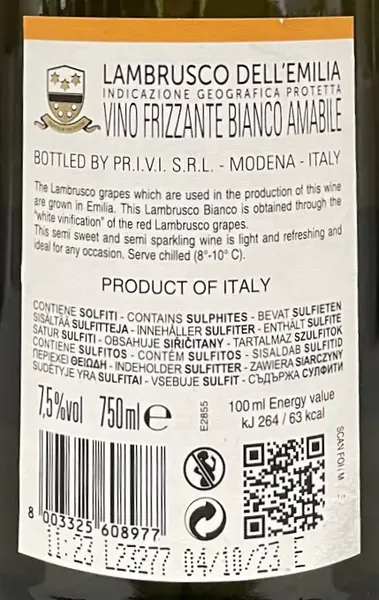 LAMBRUSCO DELL'EMILIA
INDICAZIONE GEOGRAFICA PROTETTA
VINO FRIZZANTE BIANCO AMABILE
BOTTLED BY P.R.I.V.I. S.R.L. - MODENA - ITALY
The Lambrusco grapes which are used in the production of this wine
are grown in Emilia. This Lambrusco Bianco is obtained through the
"white vinification" of the red Lambrusco grapes.
This semi sweet and semi sparkling wine is light and refreshing and
ideal for any occasion. Serve chilled (8°-10° C).
PRODUCT OF ITALY
CONTIENE SOLFITI - CONTAINS SULPHITES - BEVAT SULFIETEN
SISÄLTÄÄ SULFIITTEJA - INNEHÅLLER SULFITER - ENTHÄLT SULFITE
SATUR SULFITI - OBSAHUJE SIŘIČITANY - TARTALMAZ SZULFITOK
CONTIENE SULFITOS - CONTÉM SULFITOS - SISALDAB SULFITID
ΠΕΡΙΕΧΕΙ ΘΕΙΩΔΗ - INDEHOLDER SULFITTER - ZAWIERA SIARCZYNY
SUDĖTYJE YRA SULFITAI - VSEBUJE SULFIT - СЪДЪРЖА СУЛФИТИ
7,5%vol 750ml e
E2855
100 ml Energy value
kJ 264 / 63 kcal
SCAN FOR M
8 003325 608977
11:23 L23277 04/10/23 E